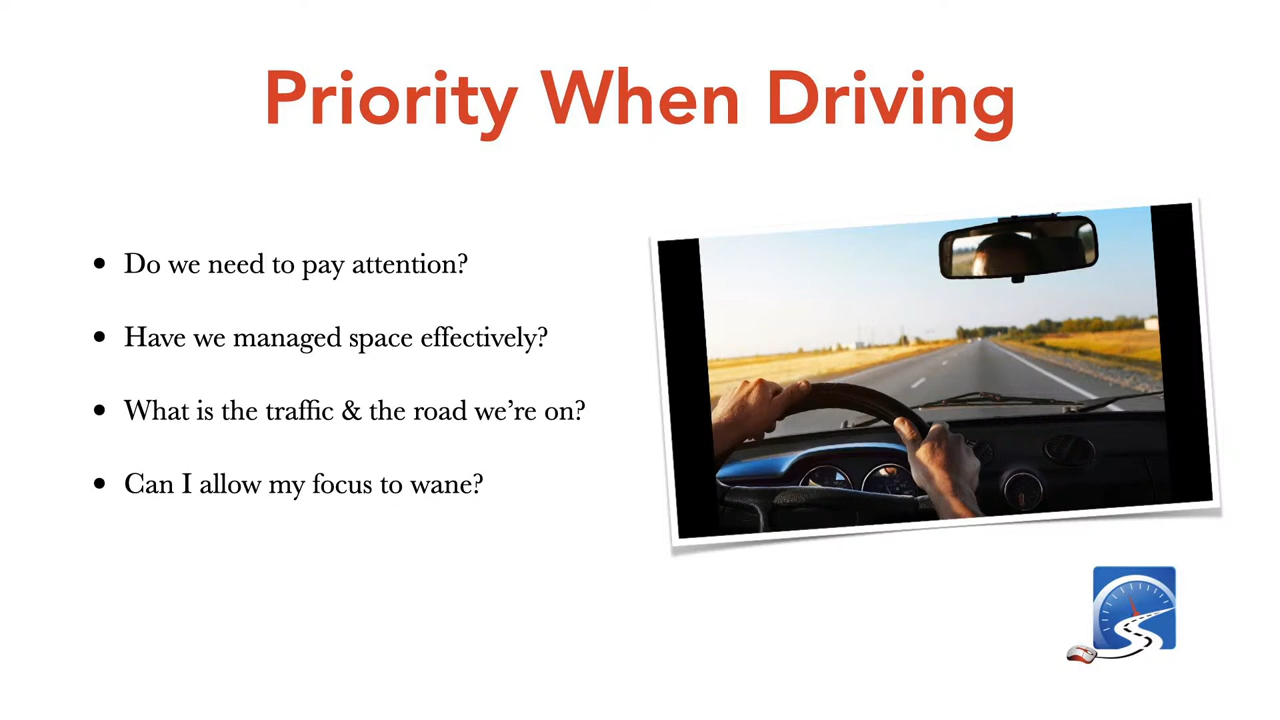 Priority When Driving
• Do we need to pay attention?
• Have we managed space effectively?
• What is the traffic & the road we’re on?
• Can I allow my focus to wane?